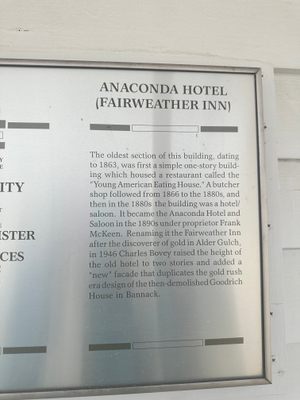 ANACONDA HOTEL
(FAIRWEATHER INN)
The oldest section of this building, dating
to 1863, was first a simple one-story build-
ing which housed a restaurant called the
"Young American Eating House." A butcher
shop followed from 1866 to the 1880s, and
then in the 1880s the building was a hotel/
saloon. It became the Anaconda Hotel and
Saloon in the 1890s under proprietor Frank
McKeen. Renaming it the Fairweather Inn
after the discoverer of gold in Alder Gulch,
in 1946 Charles Bovey raised the height of
the old hotel to two stories and added a
"new" facade that duplicates the gold rush
era design of the then-demolished Goodrich
House in Bannack.
ITY
ISTER
CES